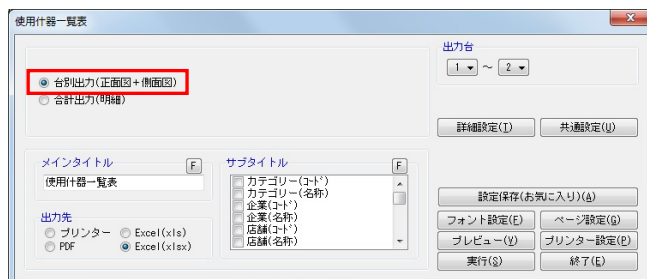 使用什器一覧表
台別出力(正面図+側面図)
合計出力(明細)
出力台
1 ～ 2
詳細設定(T) 共通設定(U)
メインタイトル F
使用什器一覧表
サブタイトル F
カテゴリー(ｺｰﾄﾞ)
カテゴリー(名称)
企業(ｺｰﾄﾞ)
企業(名称)
店舗(ｺｰﾄﾞ)
店舗(名称)
出力先
プリンター Excel(xls)
PDF Excel(xlsx)
設定保存(お気に入り)(A)
フォント設定(F) ページ設定(G)
プレビュー(V) プリンター設定(P)
実行(S) 終了(E)